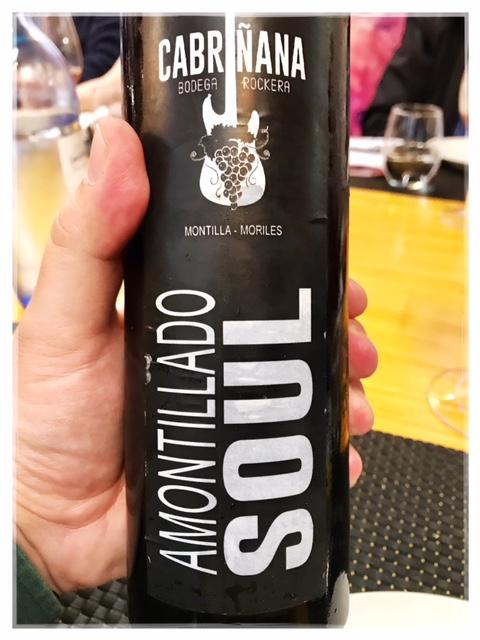 CABRIÑANA
BODEGA ROCKERA
MONTILLA - MORILES
AMONTILLADO
SOUL